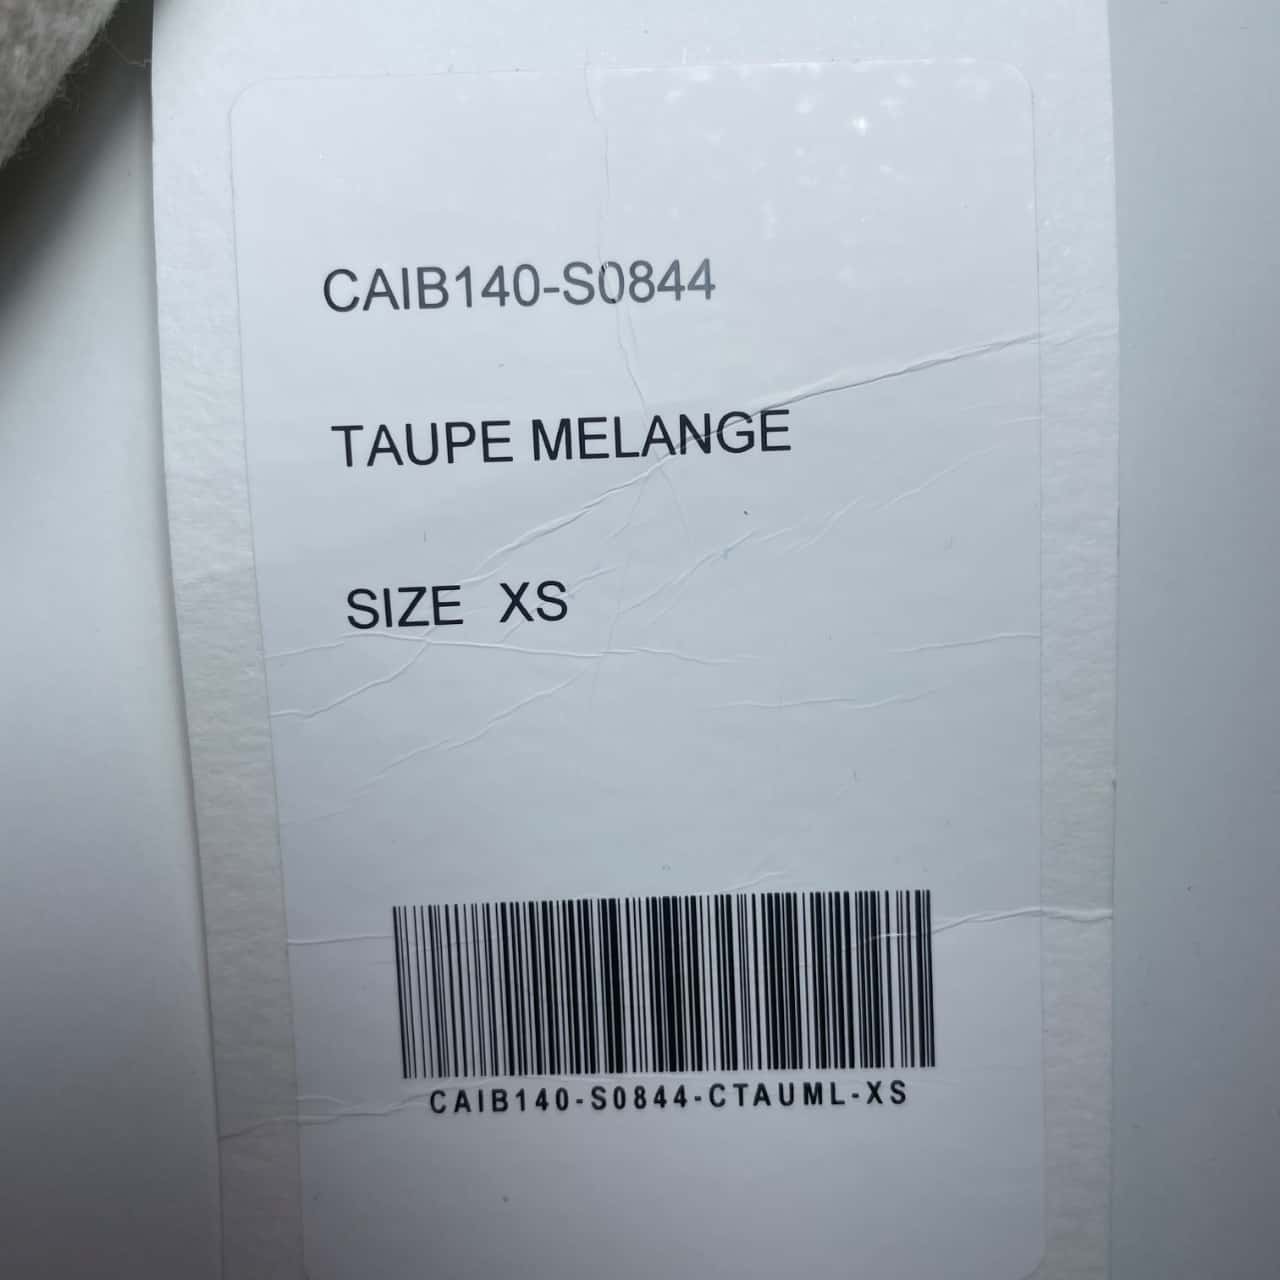 CAIB140-S0844
TAUPE MELANGE
SIZE XS
CAIB140-S0844-CTAUML-XS